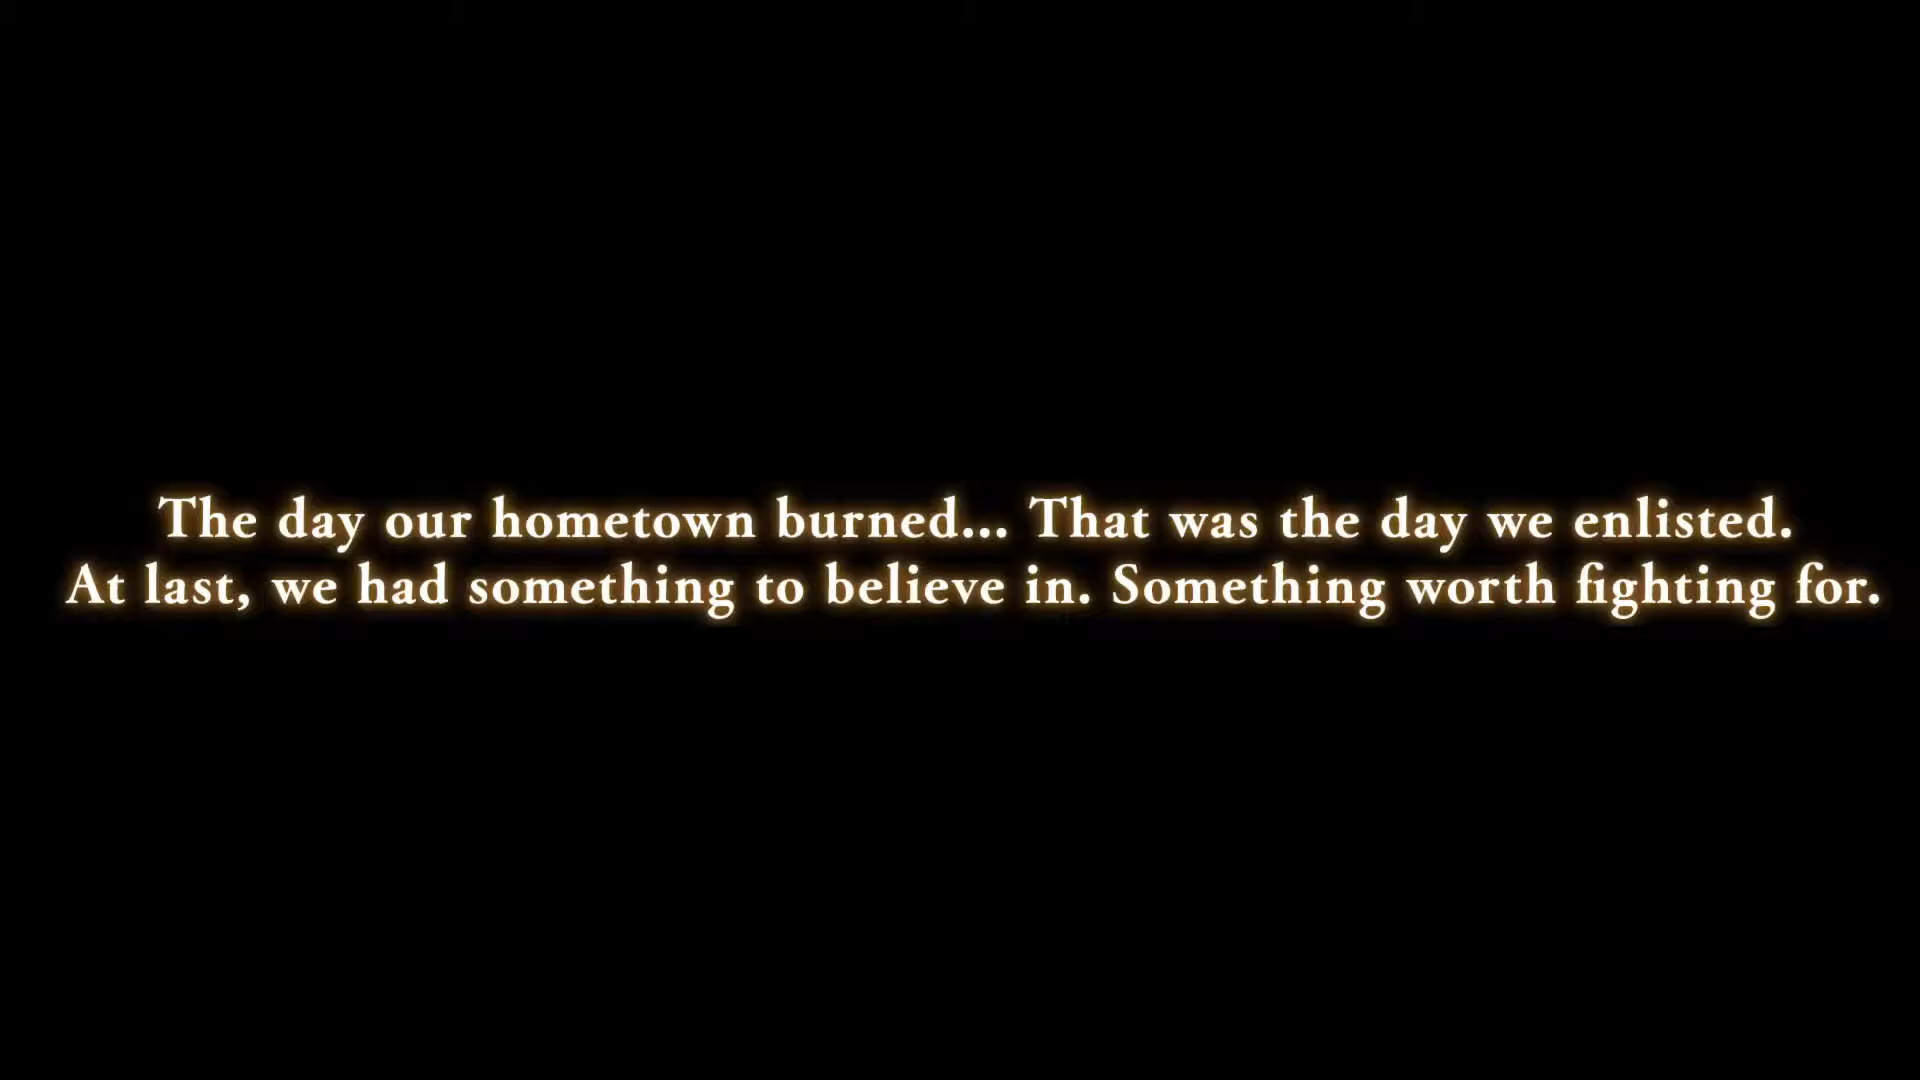 The day our hometown burned... That was the day we enlisted.
At last, we had something to believe in. Something worth fighting for.